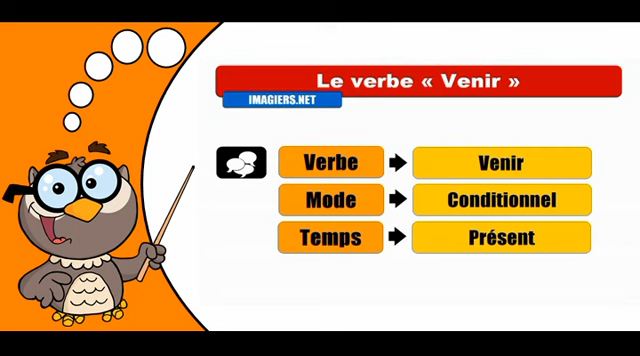 Le verbe « Venir »
IMAGIERS.NET
Verbe Venir
Mode Conditionnel
Temps Présent